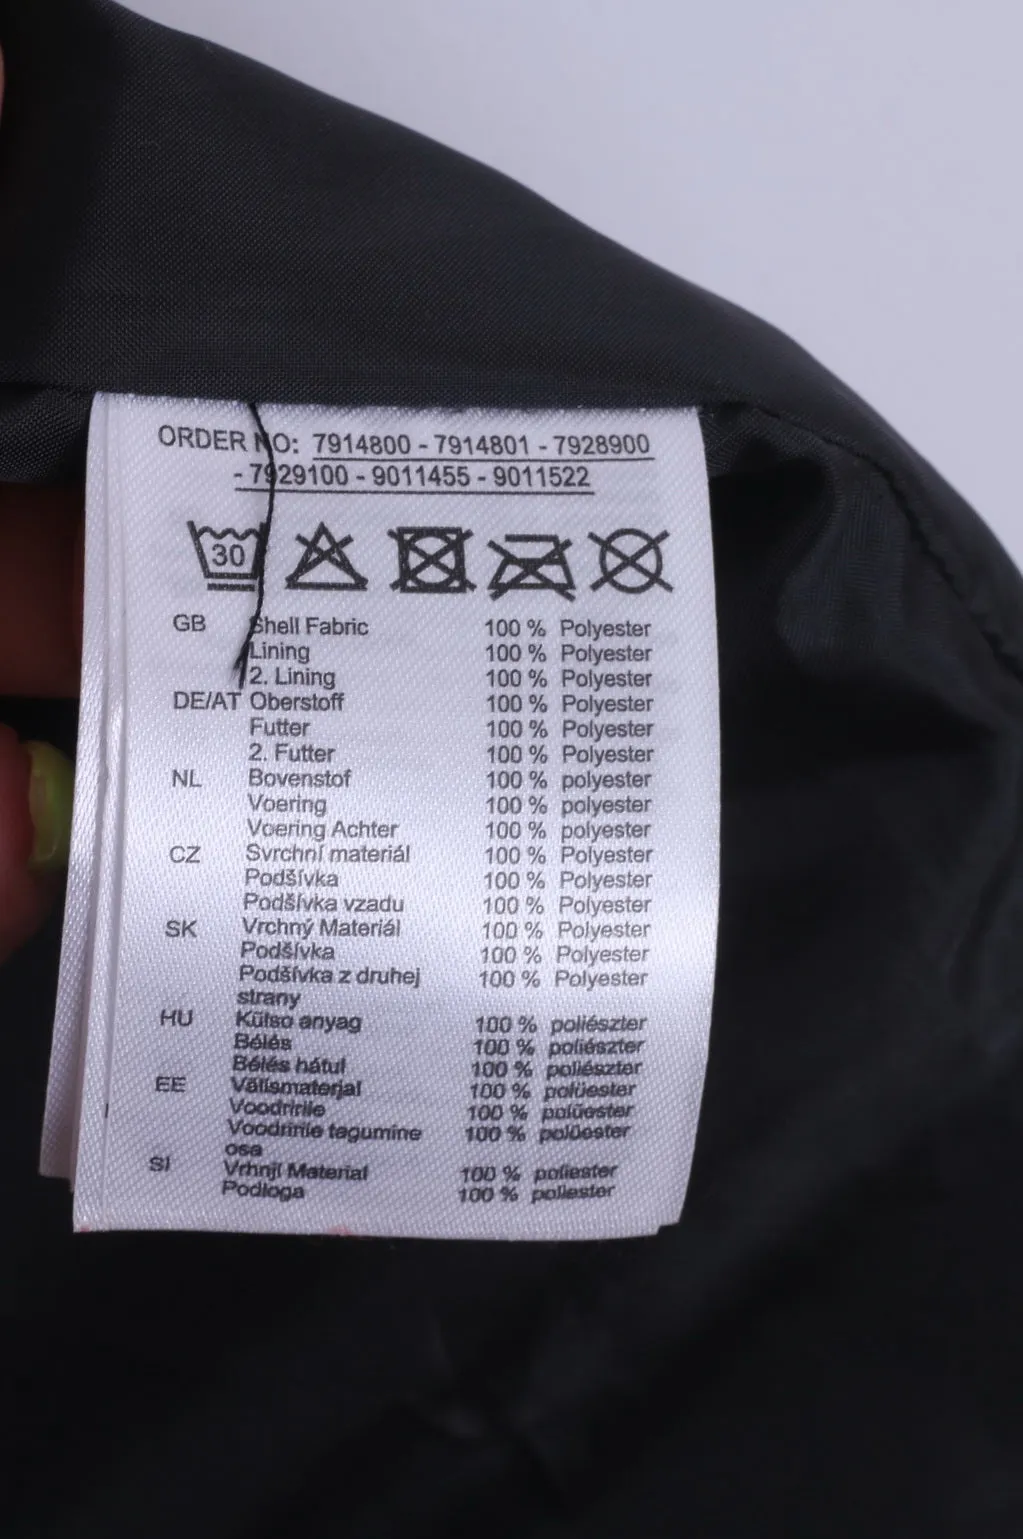 ORDER NO: 7914800 - 7914801 - 7928900
- 7929100 - 9011455 - 9011522
30
GB Shell Fabric 100 % Polyester
Lining 100 % Polyester
2. Lining 100 % Polyester
DE/AT Oberstoff 100 % Polyester
Futter 100 % Polyester
2. Futter 100 % Polyester
NL Bovenstof 100 % polyester
Voering 100 % polyester
Voering Achter 100 % polyester
CZ Svrchní materiál 100 % Polyester
Podšívka 100 % Polyester
Podšívka vzadu 100 % Polyester
SK Vrchný Materiál 100 % Polyester
Podšívka 100 % Polyester
Podšívka z druhej 100 % Polyester
strany
HU Külso anyag 100 % poliészter
Bélés 100 % poliészter
Bélés hátul 100 % poliészter
EE Välismaterjal 100 % polüester
Voodririie 100 % polüester
Voodririie tagumine 100 % polüester
osa
SI Vrhnji Material 100 % poliester
Podloga 100 % poliester